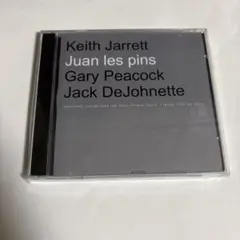 Keith Jarrett
Juan les pins
Gary Peacock
Jack DeJohnette